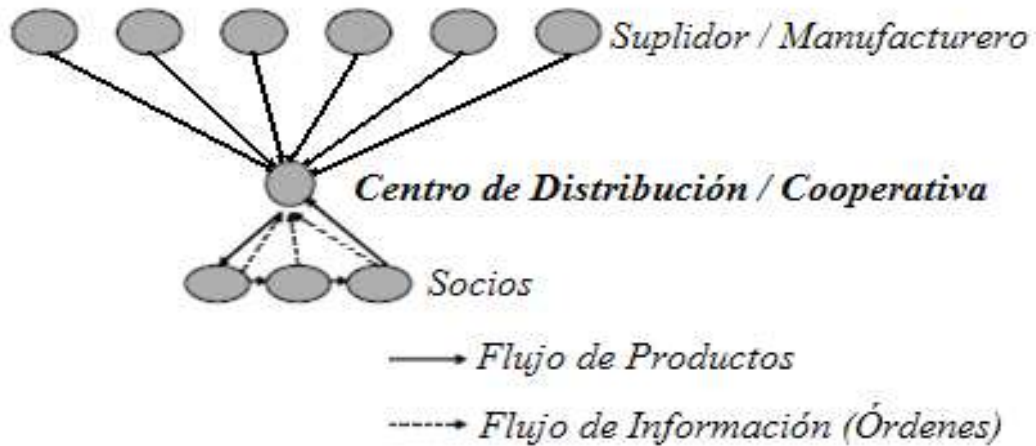 Suplidor / Manufacturero
Centro de Distribución / Cooperativa
Socios
Flujo de Productos
Flujo de Información (Órdenes)